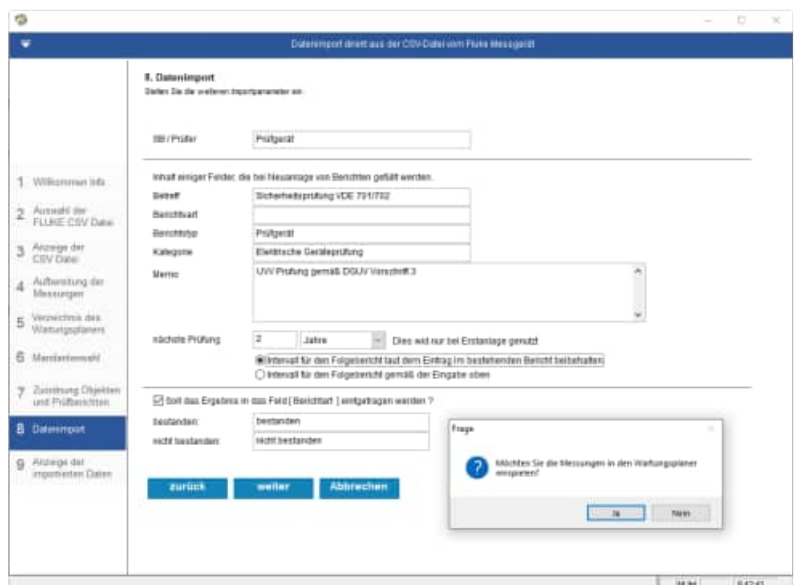 Datenimport direkt aus der CSV-Datei vom Fluke Messgerät
8. Datenimport
Stellen Sie die weiteren Importparameter ein:
SB / Prüfer
Prüfgerät
Inhalt einiger Felder, die bei Neuanlage von Berichten gefüllt werden.
Betreff
Sicherheitsprüfung VDE 701/702
Berichtsart
Berichtstyp
Prüfgerät
Kategorie
Elektrische Geräteprüfung
Memo
UVV Prüfung gemäß DGUV Vorschrift 3
nächste Prüfung
2
Jahre
Dies wid nur bei Erstanlage genutzt
Intervall für den Folgebericht laut dem Eintrag im bestehenden Bericht beibehalten
Intervall für den Folgebericht gemäß der Eingabe oben
Soll das Ergebnis in das Feld [ Berichtart ] eintgetragen werden ?
bestanden:
bestanden
nicht bestanden:
nicht bestanden
zurück
weiter
Abbrechen
1 Willkommen Info
2 Auswahl der
FLUKE CSV Datei
3 Anzeige der
CSV Datei
4 Aufbereitung der
Messungen
5 Verzeichnis des
Wartungsplaners
6 Mandantenwahl
7 Zuordnung Objekten
und Prüfberichten
8 Datenimport
9 Anzeige der
importierten Daten
Frage
Möchten Sie die Messungen in den Wartungsplaner
einspielen?
Ja
Nein